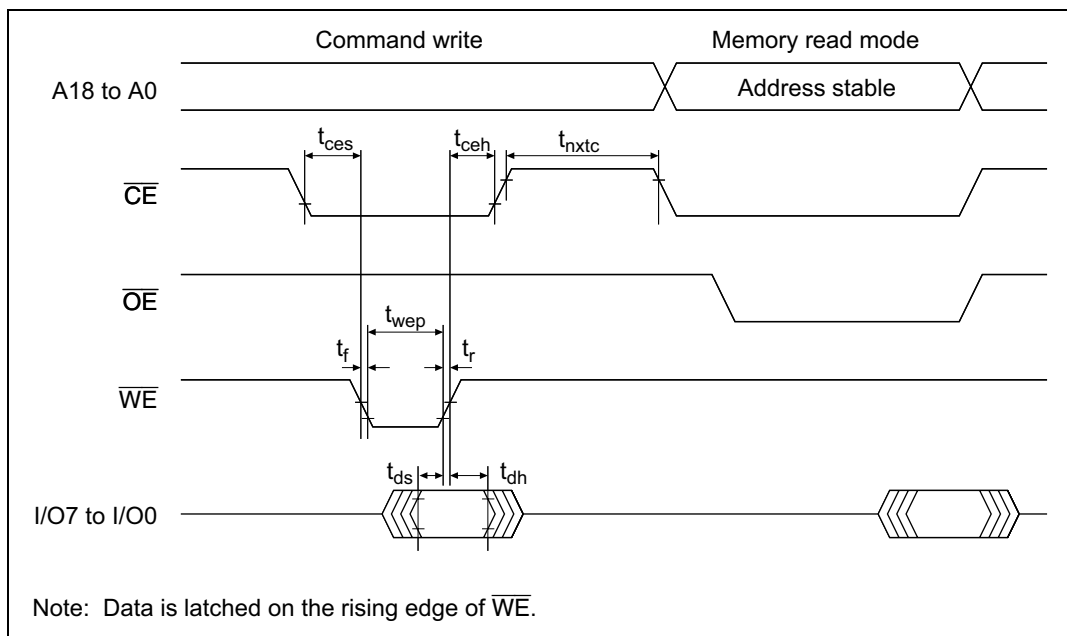 Command write
Memory read mode
A18 to A0
Address stable
tces
tceh
tnxtc
CE
OE
twep
tf
tr
WE
tds
tdh
I/O7 to I/O0
Note: Data is latched on the rising edge of WE.